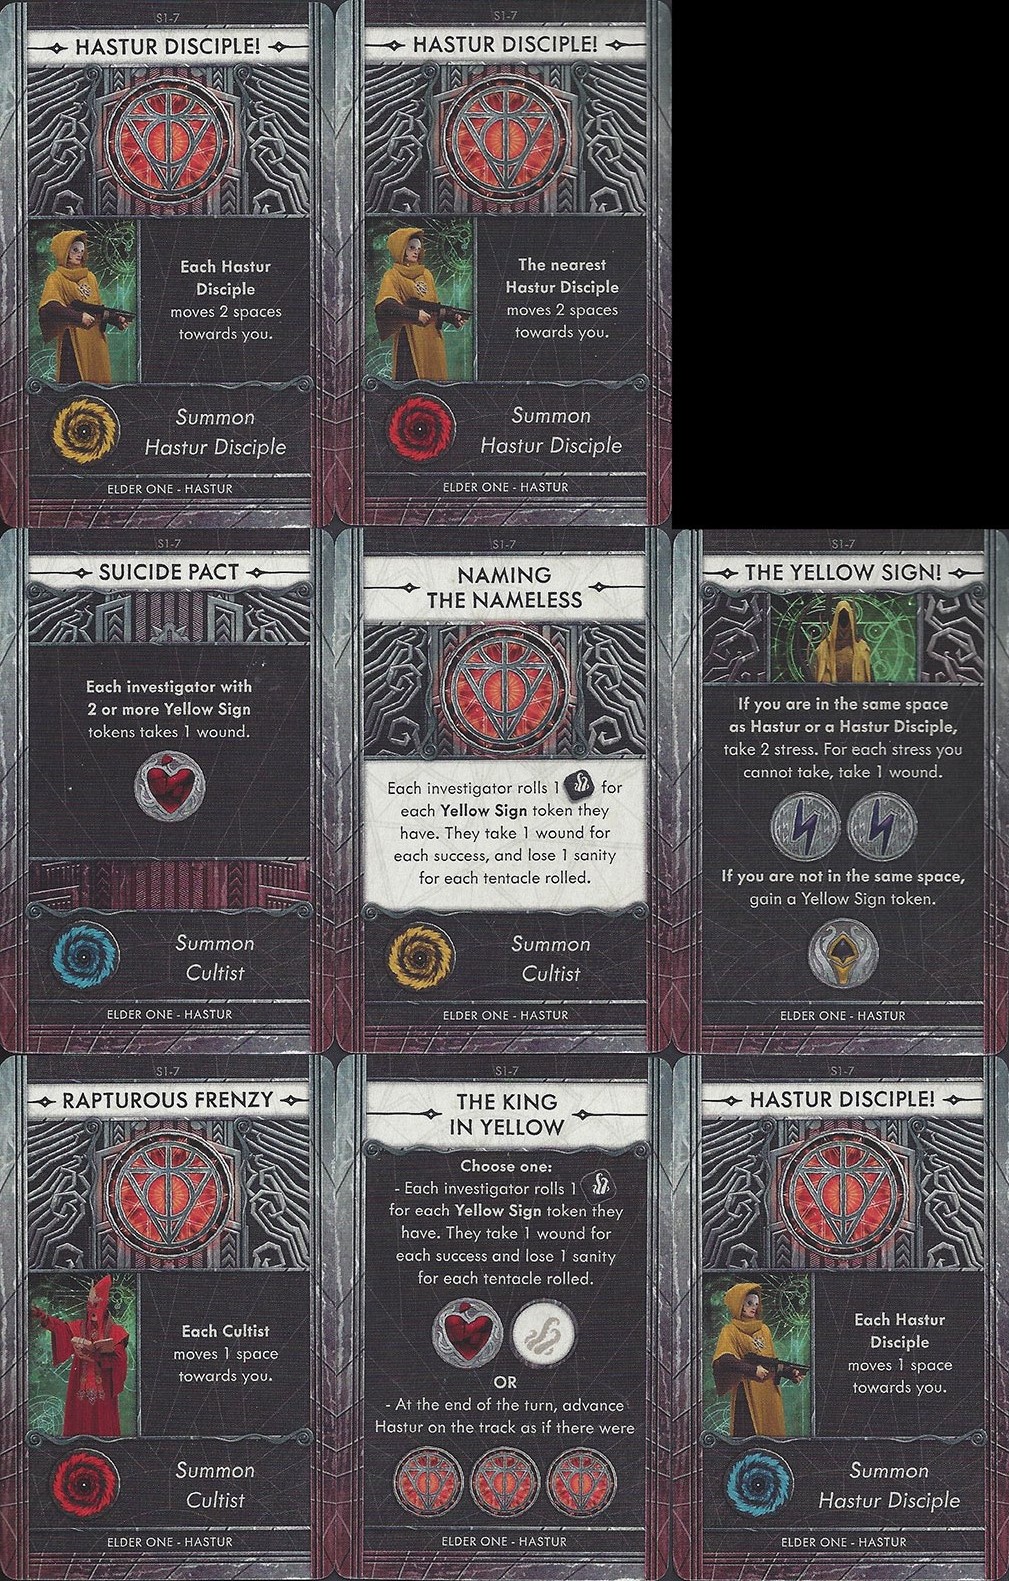 S1-7
HASTUR DISCIPLE!
Each Hastur
Disciple
moves 2 spaces
towards you.
Summon
Hastur Disciple
ELDER ONE - HASTUR
S1-7
HASTUR DISCIPLE!
The nearest
Hastur Disciple
moves 2 spaces
towards you.
Summon
Hastur Disciple
ELDER ONE - HASTUR
S1-7
SUICIDE PACT
Each investigator with
2 or more Yellow Sign
tokens takes 1 wound.
Summon
Cultist
ELDER ONE - HASTUR
S1-7
NAMING
THE NAMELESS
Each investigator rolls 1 for
each Yellow Sign token they
have. They take 1 wound for
each success, and lose 1 sanity
for each tentacle rolled.
Summon
Cultist
ELDER ONE - HASTUR
S1-7
THE YELLOW SIGN!
If you are in the same space
as Hastur or a Hastur Disciple,
take 2 stress. For each stress you
cannot take, take 1 wound.
If you are not in the same space,
gain a Yellow Sign token.
ELDER ONE - HASTUR
S1-7
RAPTUROUS FRENZY
Each Cultist
moves 1 space
towards you.
Summon
Cultist
ELDER ONE - HASTUR
S1-7
THE KING
IN YELLOW
Choose one:
- Each investigator rolls 1
for each Yellow Sign token they
have. They take 1 wound for
each success and lose 1 sanity
for each tentacle rolled.
OR
- At the end of the turn, advance
Hastur on the track as if there were
ELDER ONE - HASTUR
S1-7
HASTUR DISCIPLE!
Each Hastur
Disciple
moves 1 space
towards you.
Summon
Hastur Disciple
ELDER ONE - HASTUR